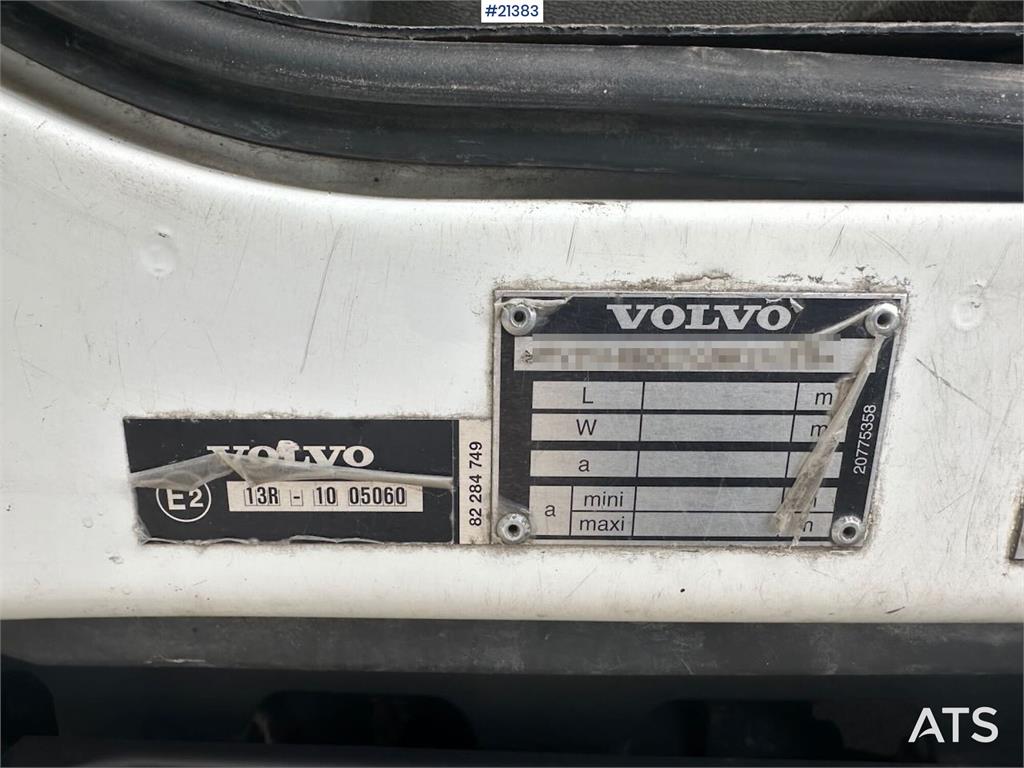 #21383
VOLVO
L m
W m
a
a mini m
maxi m
20775358
VOLVO
E2 13R - 10 05060
82 284 749
ATS